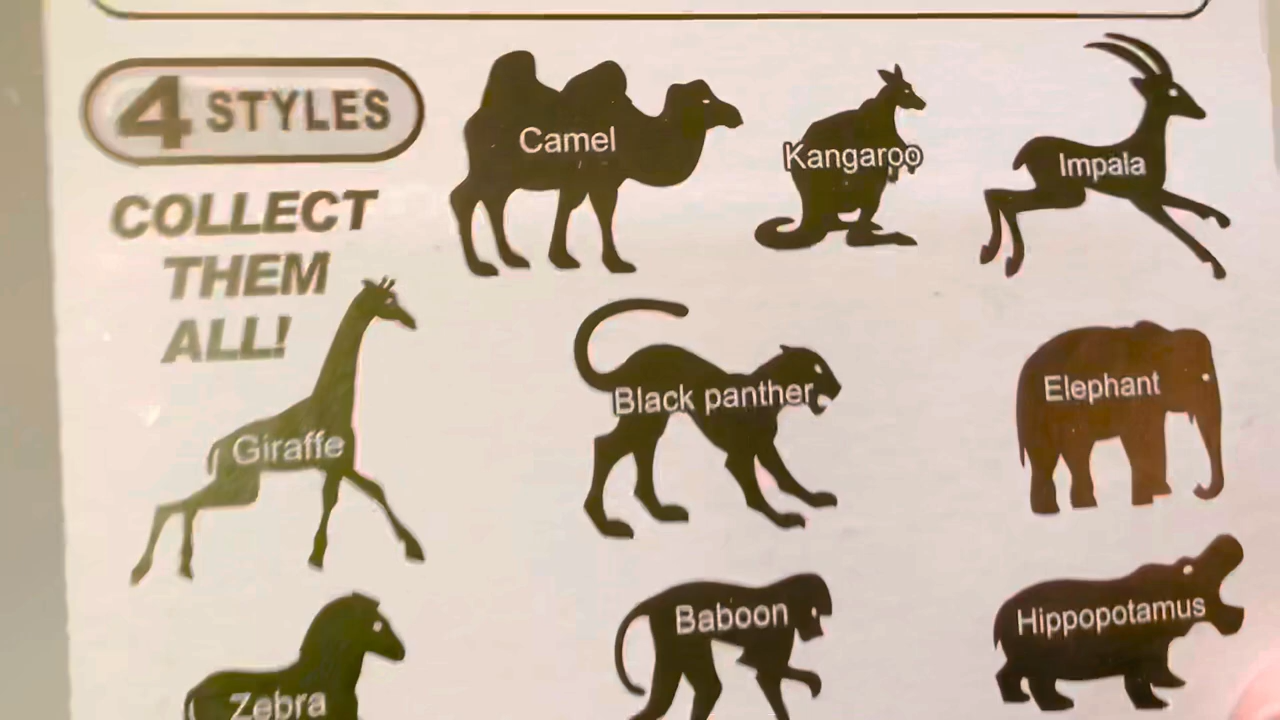 4 STYLES
COLLECT
THEM
ALL!
Camel
Kangaroo
Impala
Giraffe
Black panther
Elephant
Zebra
Baboon
Hippopotamus